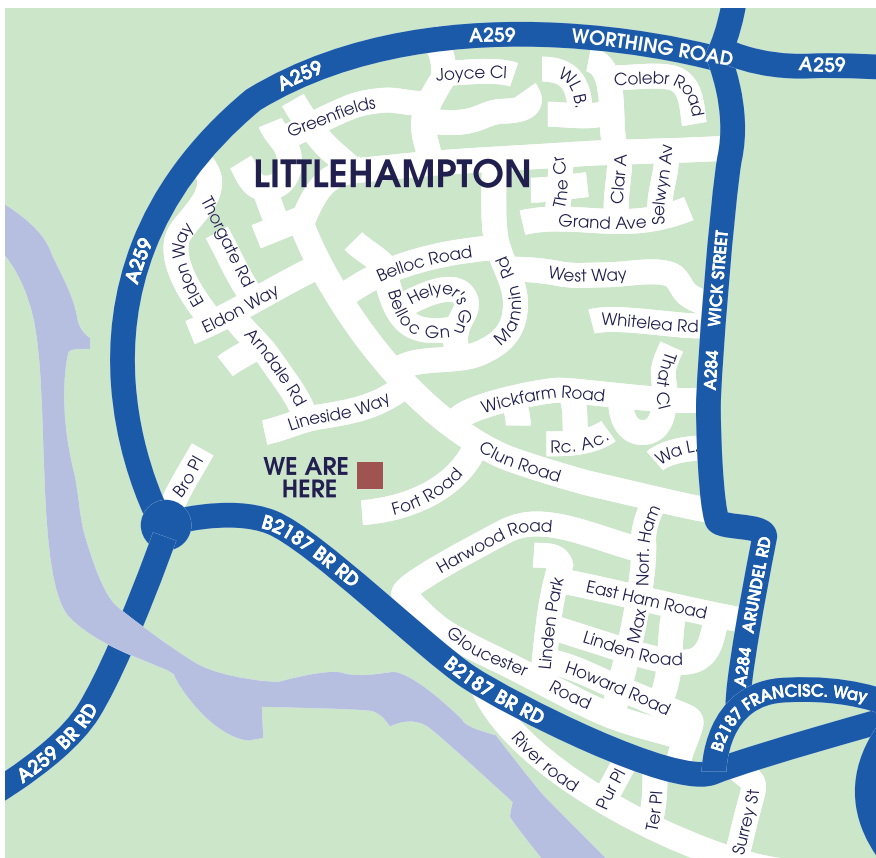 A259
WORTHING ROAD
A259
A259
Joyce Cl
WL B.
Colebr Road
Greenfields
LITTLEHAMPTON
The Cr
Clar A
Selwyn Av
Grand Ave
Thorgate Rd
Eldon Way
A259
Belloc Road
West Way
WICK STREET
Helyer's Gn
Belloc Gn
Mannin Rd
Eldon Way
Whitelea Rd
Arndale Rd
A284
That Cl
Lineside Way
Wickfarm Road
Rc. Ac.
Wa L.
WE ARE
HERE
Bro Pl
Clun Road
Fort Road
B2187 BR RD
Harwood Road
Nort. Ham
ARUNDEL RD
East Ham Road
Linden Park
Max
Linden Road
Gloucester
Road
Howard Road
A284
B2187 BR RD
B2187 FRANCISC. Way
A259 BR RD
River road
Pur Pl
Ter Pl
Surrey St